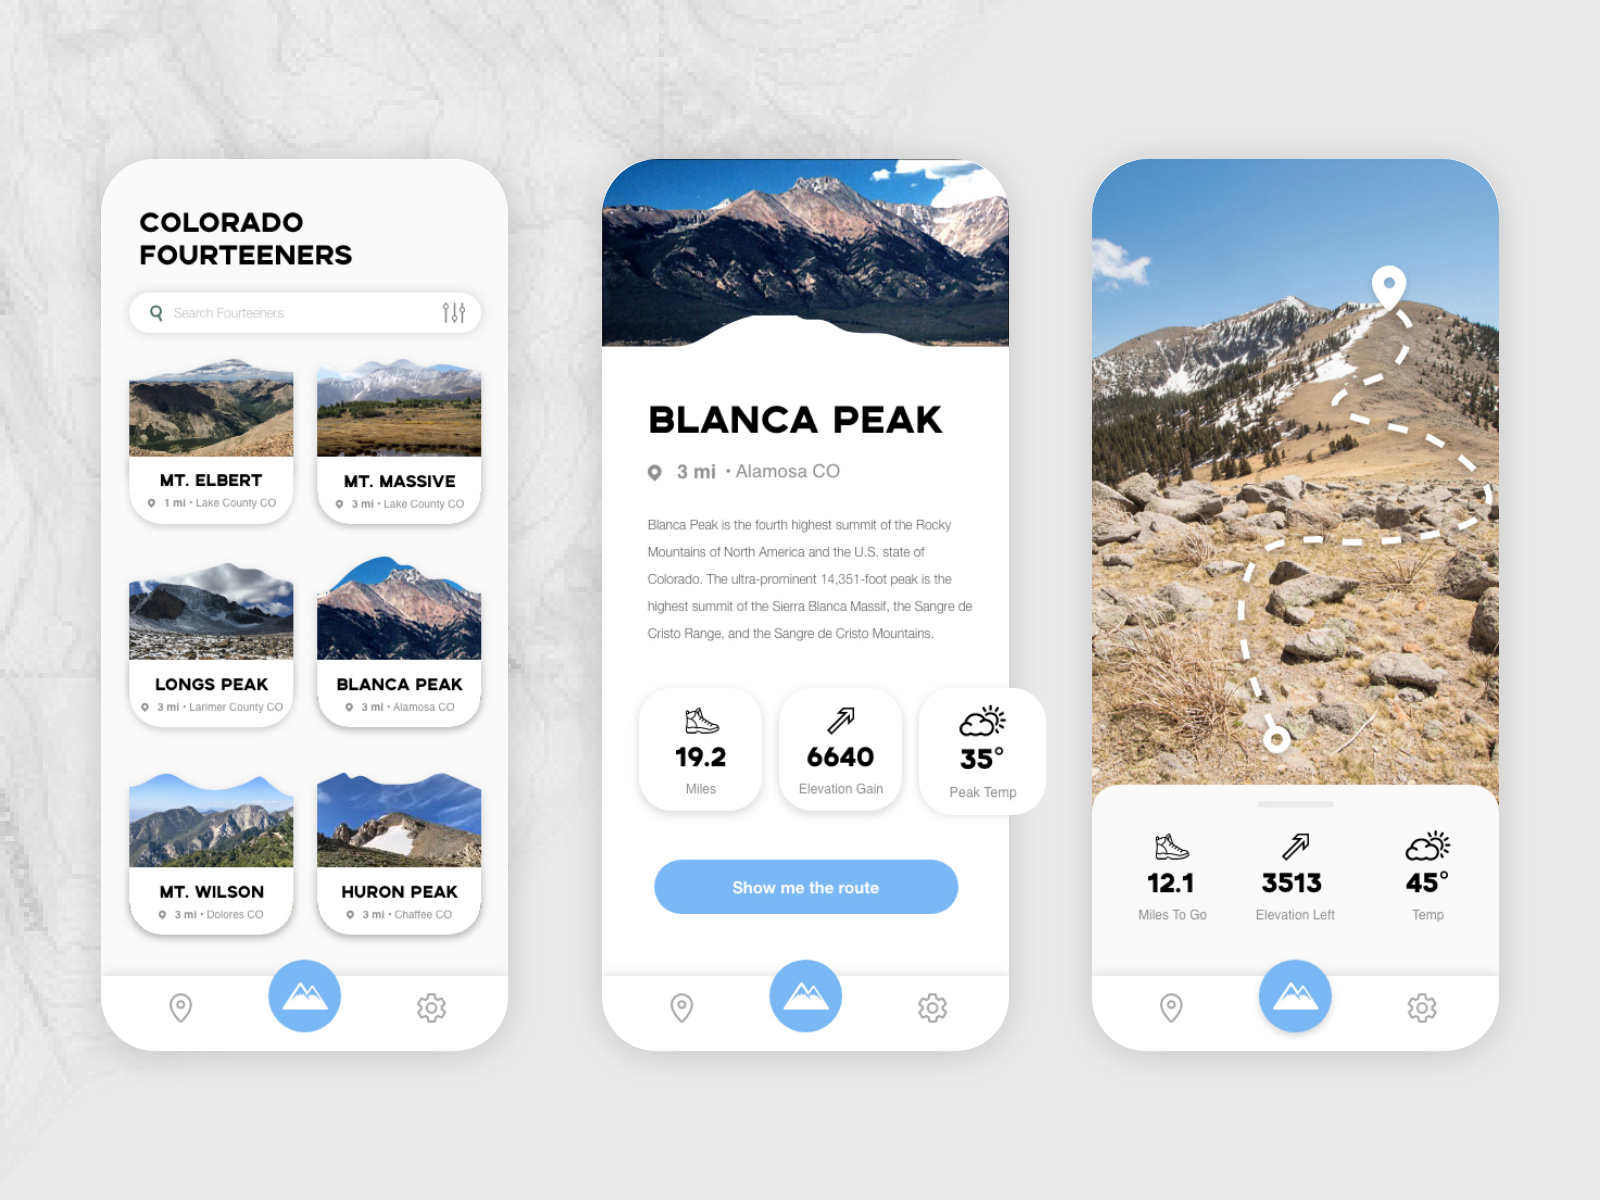 COLORADO
FOURTEENERS
Search Fourteeners
MT. ELBERT
1 mi • Lake County CO
MT. MASSIVE
3 mi • Lake County CO
LONGS PEAK
3 mi • Larimer County CO
BLANCA PEAK
3 mi • Alamosa CO
MT. WILSON
3 mi • Dolores CO
HURON PEAK
3 mi • Chaffee CO
BLANCA PEAK
3 mi • Alamosa CO
Blanca Peak is the fourth highest summit of the Rocky
Mountains of North America and the U.S. state of
Colorado. The ultra-prominent 14,351-foot peak is the
highest summit of the Sierra Blanca Massif, the Sangre de
Cristo Range, and the Sangre de Cristo Mountains.
19.2
Miles
6640
Elevation Gain
35°
Peak Temp
Show me the route
12.1
Miles To Go
3513
Elevation Left
45°
Temp